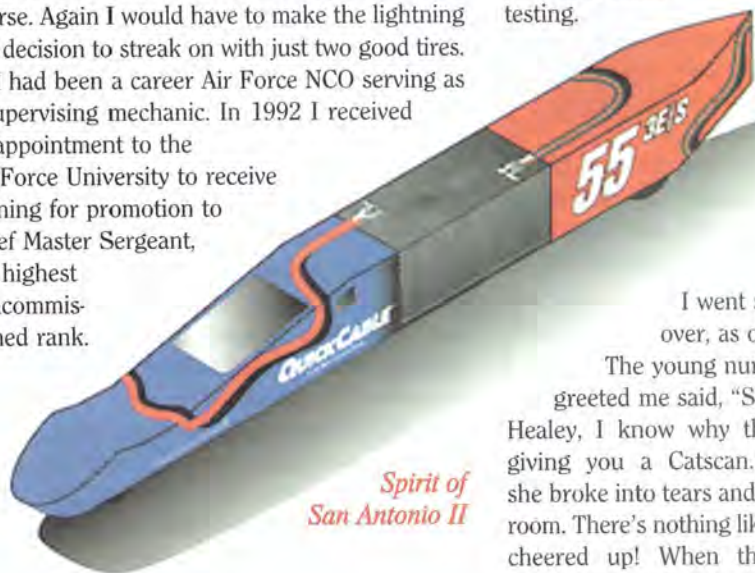 rse. Again I would have to make the lightning
decision to streak on with just two good tires.
I had been a career Air Force NCO serving as
upervising mechanic. In 1992 I received
appointment to the
Force University to receive
ning for promotion to
ef Master Sergeant,
highest
commis-
ned rank.
55 3E/S
QUICKCABLE
Spirit of
San Antonio II
testing.
I went s
over, as o
The young nur
greeted me said, “S
Healey, I know why th
giving you a Catscan.
she broke into tears and
room. There’s nothing lik
cheered up! When th